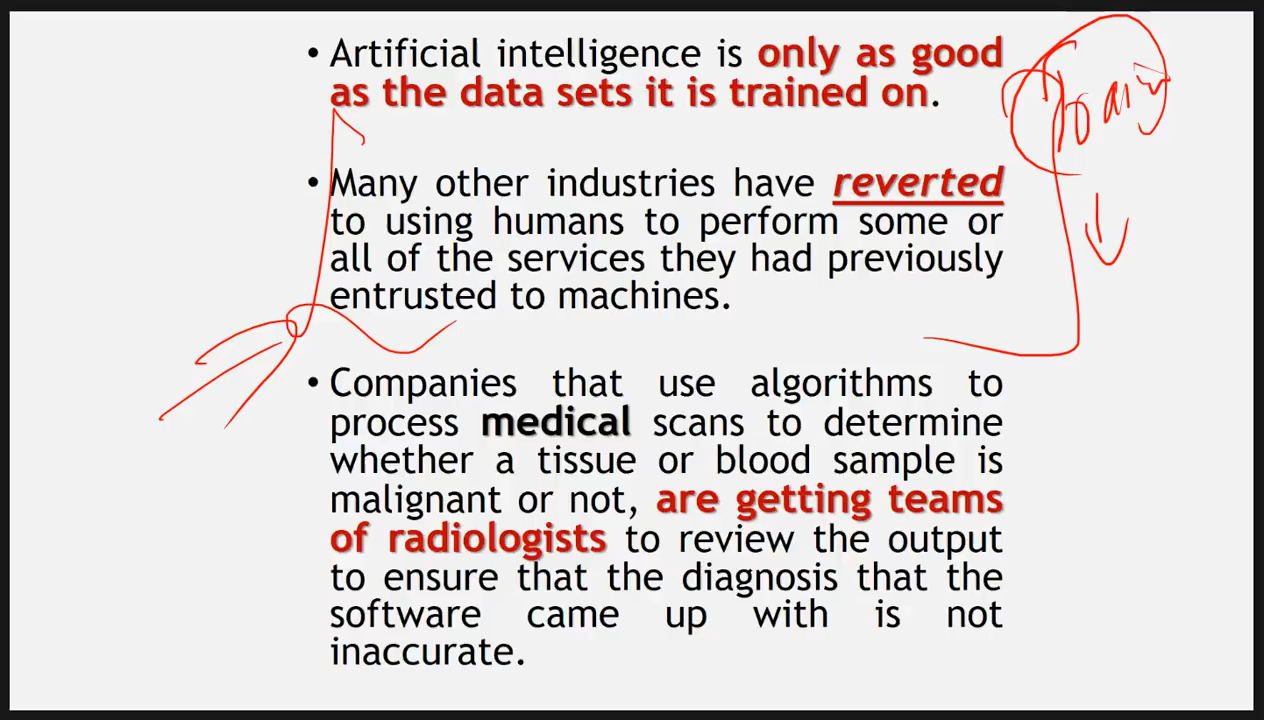 • Artificial intelligence is only as good
as the data sets it is trained on.
• Many other industries have reverted
to using humans to perform some or
all of the services they had previously
entrusted to machines.
• Companies that use algorithms to
process medical scans to determine
whether a tissue or blood sample is
malignant or not, are getting teams
of radiologists to review the output
to ensure that the diagnosis that the
software came up with is not
inaccurate.